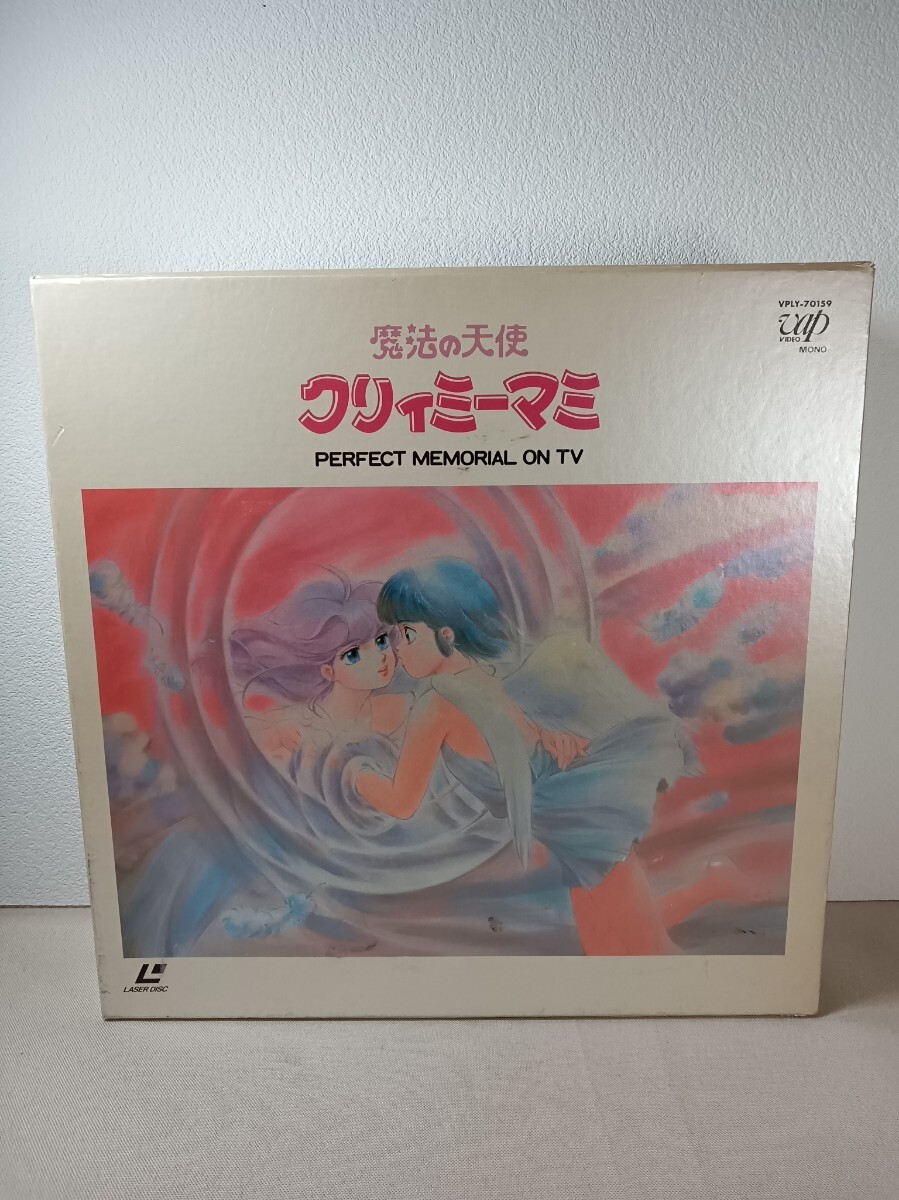 VPLY-70159
vap
VIDEO
MONO
魔法の天使
クリィミーマミ
PERFECT MEMORIAL ON TV
LASER DISC